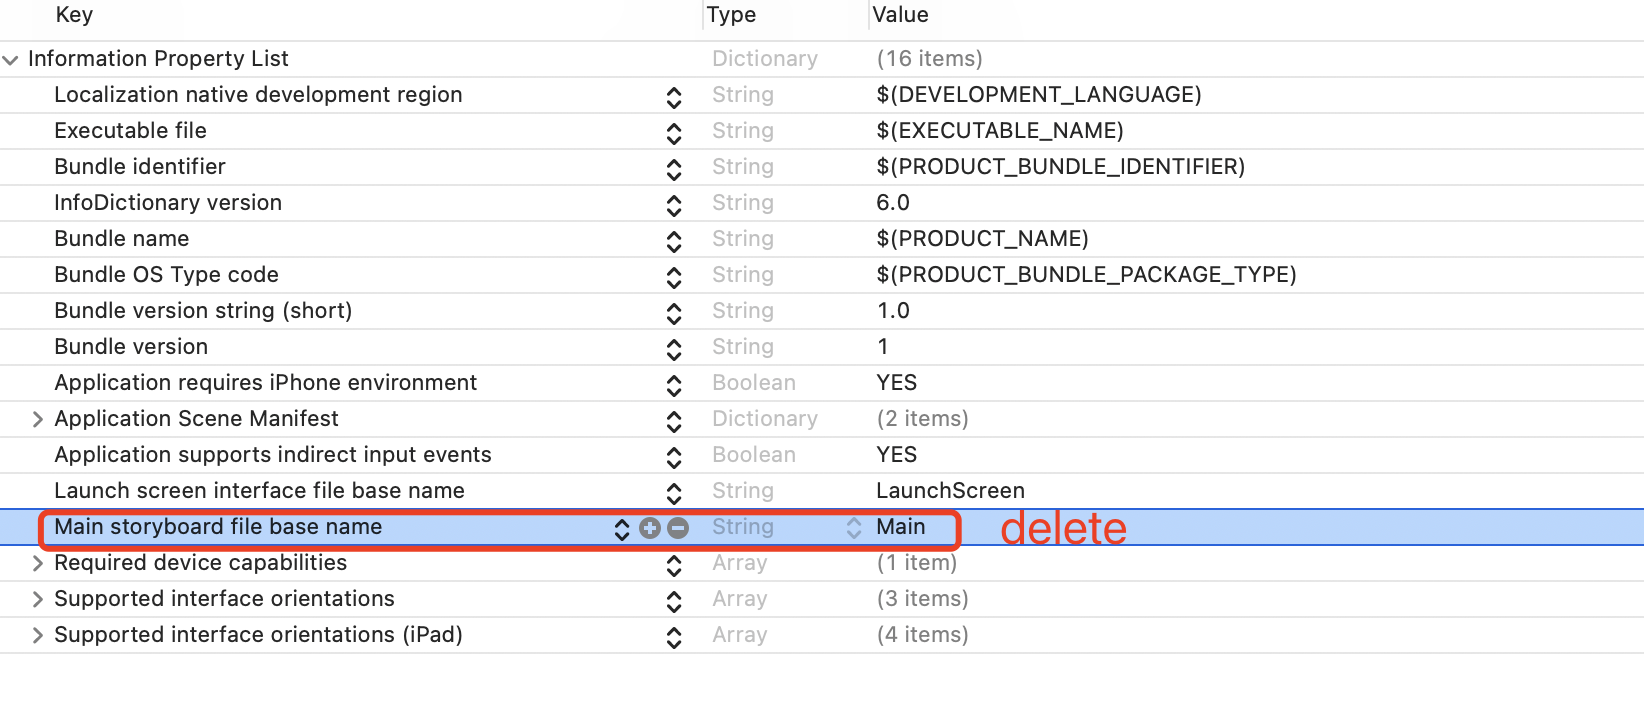 Key Type Value
Information Property List Dictionary (16 items)
Localization native development region String $(DEVELOPMENT_LANGUAGE)
Executable file String $(EXECUTABLE_NAME)
Bundle identifier String $(PRODUCT_BUNDLE_IDENTIFIER)
InfoDictionary version String 6.0
Bundle name String $(PRODUCT_NAME)
Bundle OS Type code String $(PRODUCT_BUNDLE_PACKAGE_TYPE)
Bundle version string (short) String 1.0
Bundle version String 1
Application requires iPhone environment Boolean YES
Application Scene Manifest Dictionary (2 items)
Application supports indirect input events Boolean YES
Launch screen interface file base name String LaunchScreen
Main storyboard file base name String Main delete
Required device capabilities Array (1 item)
Supported interface orientations Array (3 items)
Supported interface orientations (iPad) Array (4 items)